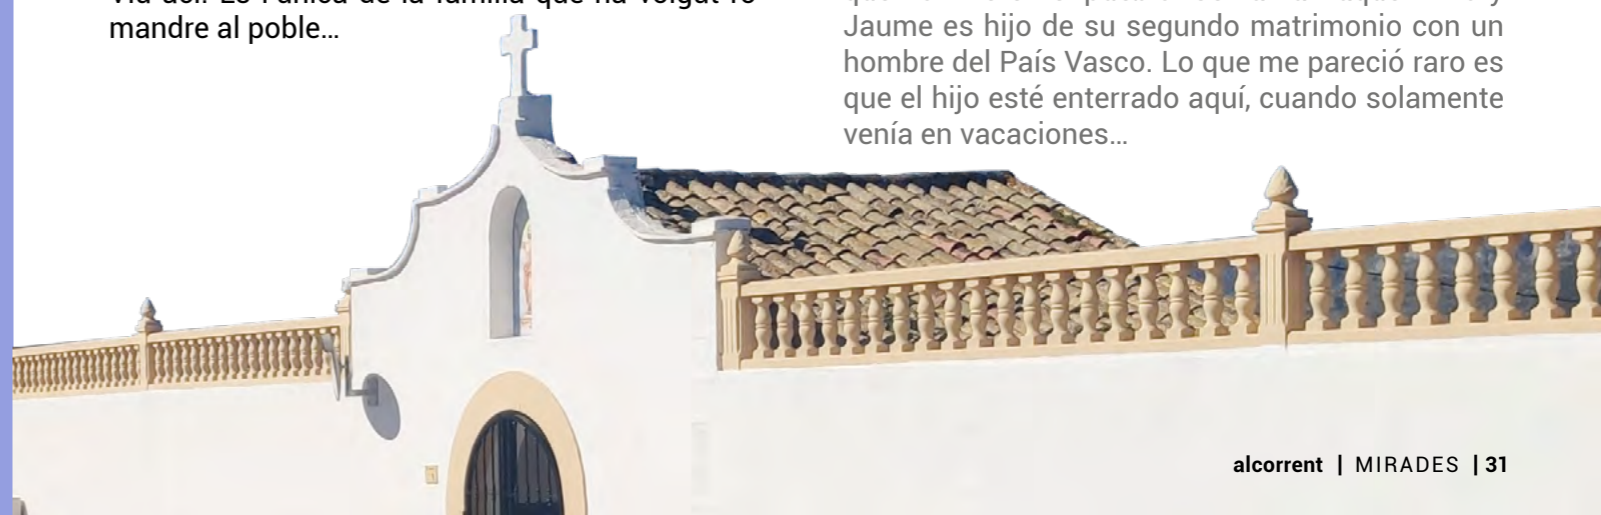 mandre al poble…
Jaume es hijo de su segundo matrimonio con un
hombre del País Vasco. Lo que me pareció raro es
que el hijo esté enterrado aquí, cuando solamente
venía en vacaciones…
alcorrent | MIRADES | 31